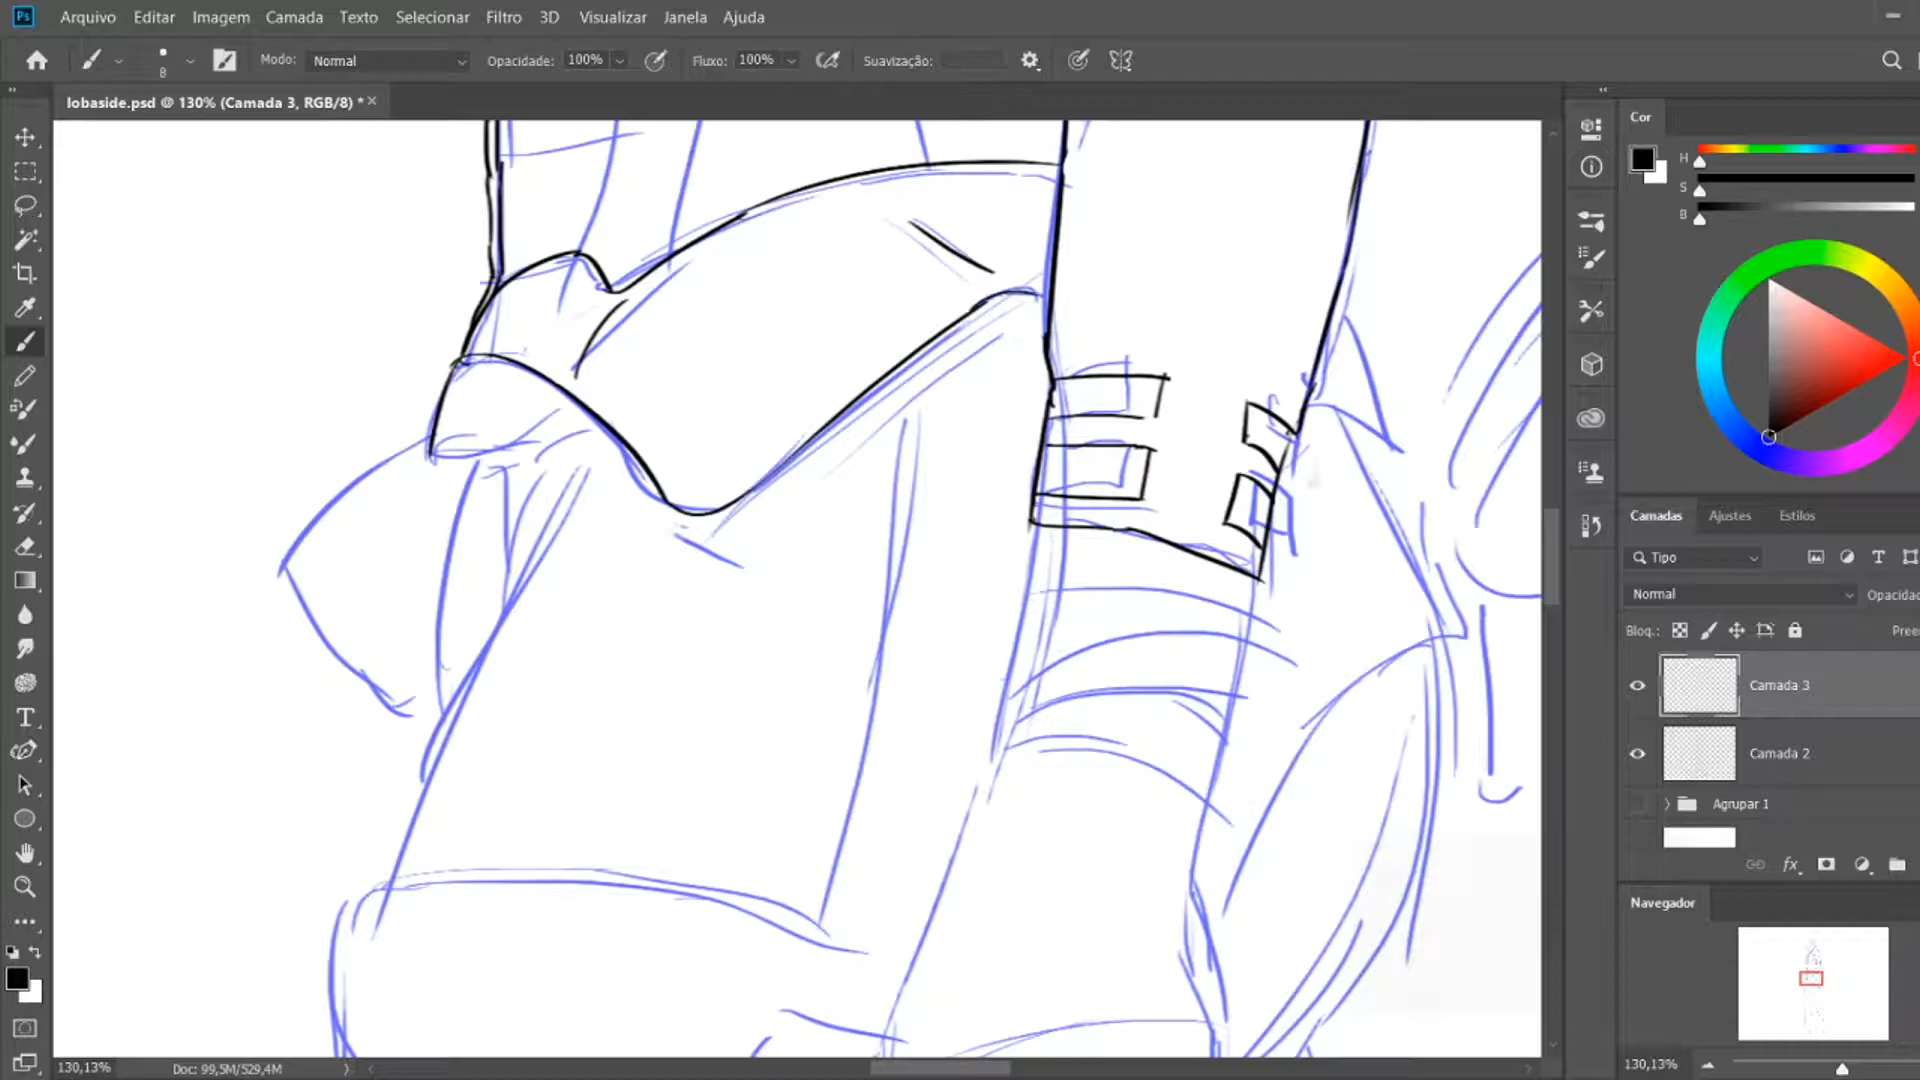 Ps Arquivo Editar Imagem Camada Texto Selecionar Filtro 3D Visualizar Janela Ajuda
8 Modo: Normal Opacidade: 100% Fluxo: 100% Suavização:
lobaside.psd @ 130% (Camada 3, RGB/8) *
Cor
H
S
B
Camadas Ajustes Estilos
Tipo
Normal Opacidad
Bloq.: Pree
Camada 3
Camada 2
Agrupar 1
fx
Navegador
130,13% Doc: 99,5M/529,4M
130,13%